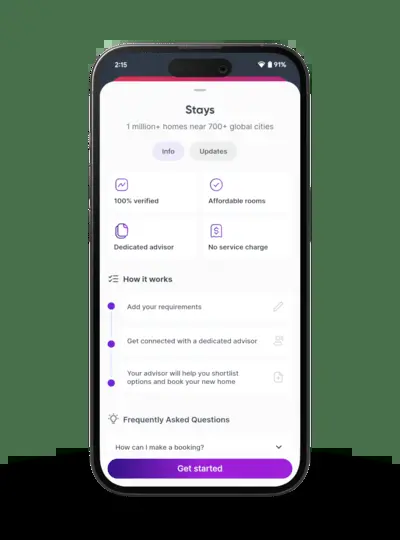 2:15
91%
Stays
1 million+ homes near 700+ global cities
Info
Updates
100% verified
Affordable rooms
Dedicated advisor
No service charge
How it works
Add your requirements
Get connected with a dedicated advisor
Your advisor will help you shortlist
options and book your new home
Frequently Asked Questions
How can I make a booking?
Get started